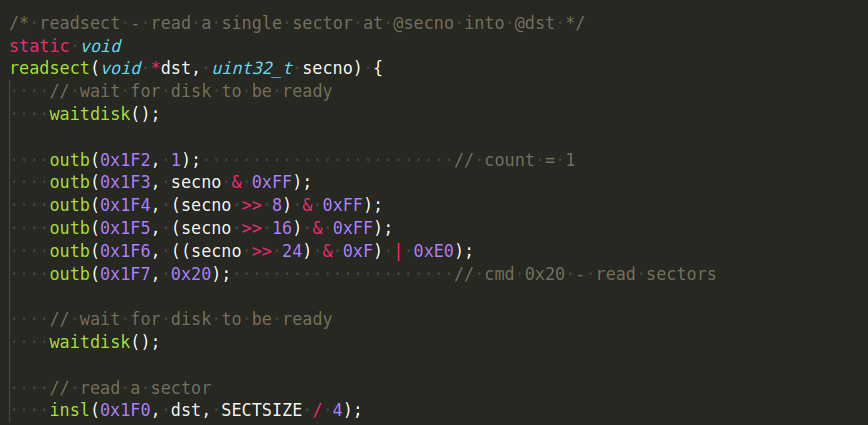 /* readsect - read a single sector at @secno into @dst */
static void
readsect(void *dst, uint32_t secno) {
    // wait for disk to be ready
    waitdisk();

    outb(0x1F2, 1);                         // count = 1
    outb(0x1F3, secno & 0xFF);
    outb(0x1F4, (secno >> 8) & 0xFF);
    outb(0x1F5, (secno >> 16) & 0xFF);
    outb(0x1F6, ((secno >> 24) & 0xF) | 0xE0);
    outb(0x1F7, 0x20);                      // cmd 0x20 - read sectors

    // wait for disk to be ready
    waitdisk();

    // read a sector
    insl(0x1F0, dst, SECTSIZE / 4);